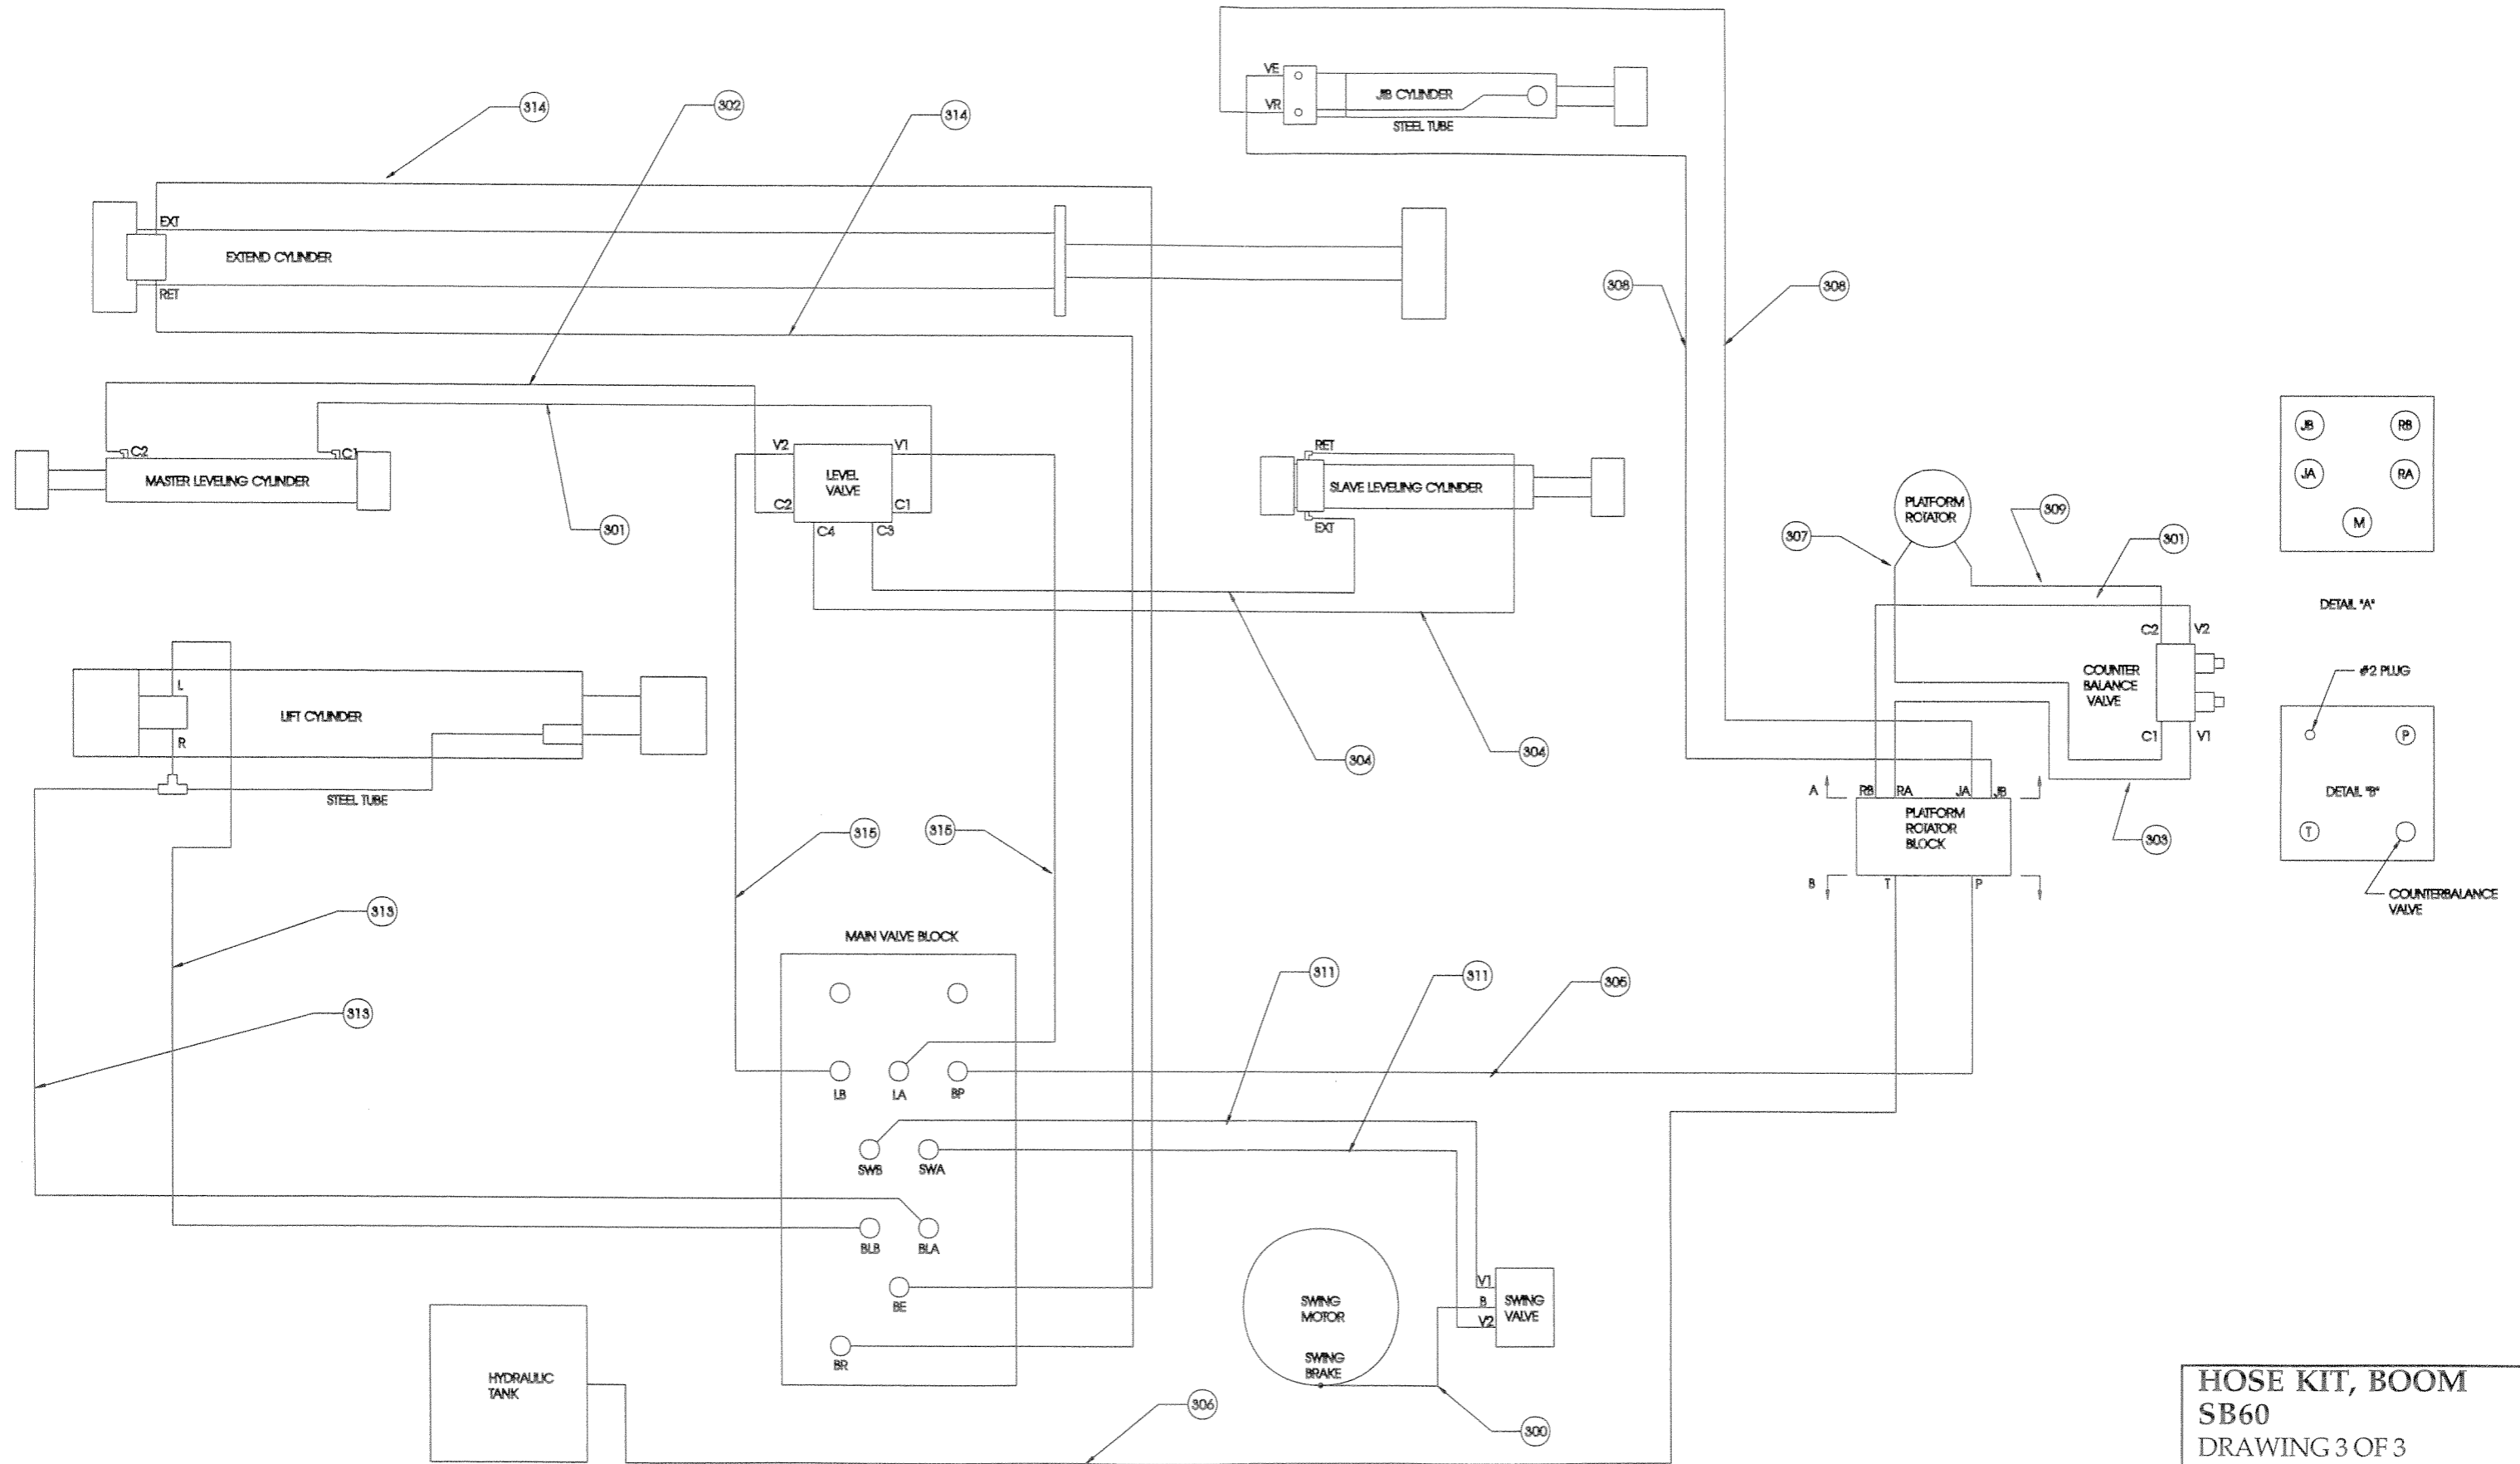 VE
VR
JIB CYLINDER
STEEL TUBE
314
302
314
EXT
EXTEND CYLINDER
RET
308
308
C2
C1
MASTER LEVELING CYLINDER
301
V2
V1
LEVEL
VALVE
C2
C1
C4
C3
RET
SLAVE LEVELING CYLINDER
EXT
304
304
PLATFORM
ROTATOR
307
309
301
C2
V2
COUNTER
BALANCE
VALVE
C1
V1
303
JB
RB
JA
RA
M
DETAIL "A"
#2 PLUG
P
DETAIL "B"
T
COUNTERBALANCE
VALVE
L
LIFT CYLINDER
R
STEEL TUBE
315
315
A
RB
RA
JA
JB
PLATFORM
ROTATOR
BLOCK
B
T
P
313
313
MAIN VALVE BLOCK
311
311
305
LB
LA
BP
SWB
SWA
BLB
BLA
BE
BR
HYDRAULIC
TANK
SWING
MOTOR
SWING
BRAKE
V1
B
V2
SWING
VALVE
306
300
HOSE KIT, BOOM
SB60
DRAWING 3 OF 3